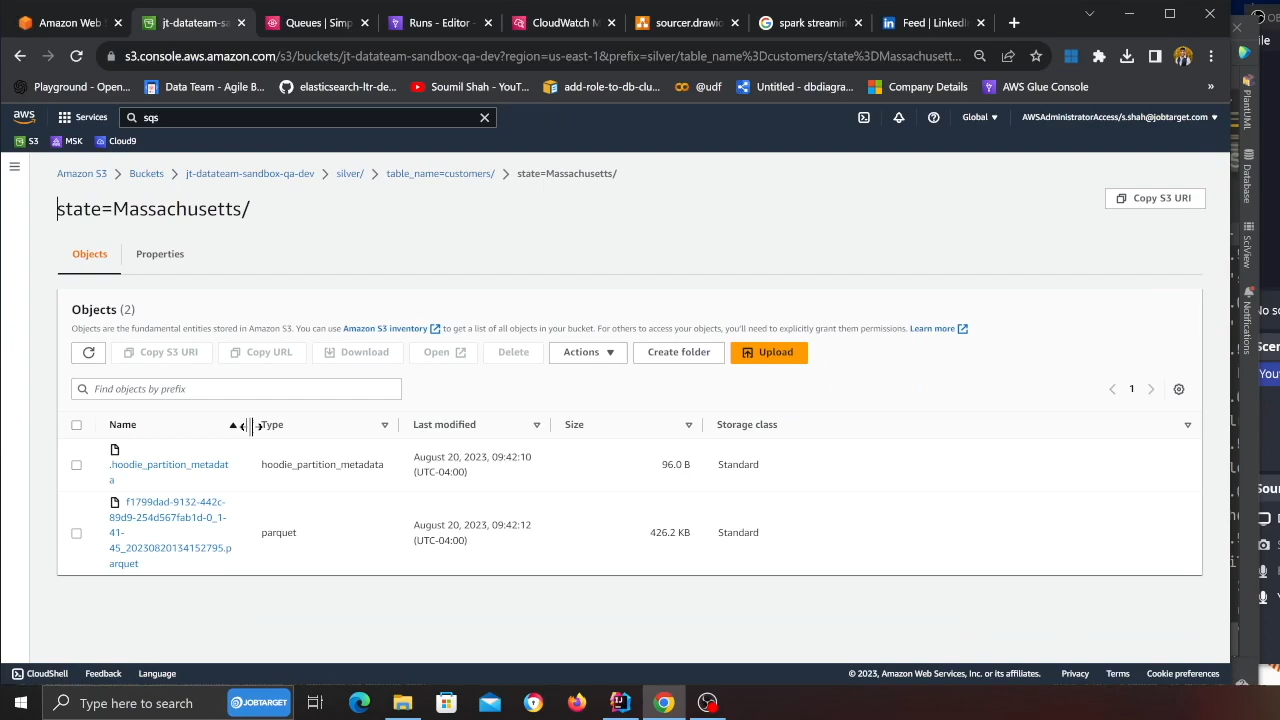 Amazon Web
jt-datateam-sa
Queues | Simp
Runs - Editor -
CloudWatch M
sourcer.drawio
spark streamin
Feed | LinkedI
s3.console.aws.amazon.com/s3/buckets/jt-datateam-sandbox-qa-dev?region=us-east-1&prefix=silver/table_name%3Dcustomers/state%3DMassachusett...
Playground - Open...
Data Team - Agile B...
elasticsearch-ltr-de...
Soumil Shah - YouT...
add-role-to-db-clu...
@udf
Untitled - dbdiagra...
Company Details
AWS Glue Console
»
aws
Services
sqs
Global
AWSAdministratorAccess/s.shah@jobtarget.com
S3
MSK
Cloud9
Amazon S3
Buckets
jt-datateam-sandbox-qa-dev
silver/
table_name=customers/
state=Massachusetts/
state=Massachusetts/
Copy S3 URI
Objects
Properties
Objects (2)
Objects are the fundamental entities stored in Amazon S3. You can use Amazon S3 inventory to get a list of all objects in your bucket. For others to access your objects, you'll need to explicitly grant them permissions. Learn more
Copy S3 URI
Copy URL
Download
Open
Delete
Actions
Create folder
Upload
Find objects by prefix
1
Name
Type
Last modified
Size
Storage class
.hoodie_partition_metadat
a
hoodie_partition_metadata
August 20, 2023, 09:42:10
(UTC-04:00)
96.0 B
Standard
f1799dad-9132-442c-
89d9-254d567fab1d-0_1-
41-
45_20230820134152795.p
arquet
parquet
August 20, 2023, 09:42:12
(UTC-04:00)
426.2 KB
Standard
CloudShell
Feedback
Language
© 2023, Amazon Web Services, Inc. or its affiliates.
Privacy
Terms
Cookie preferences
PlantUML
Database
SciView
Notifications
Type here to search
JOBTARGET